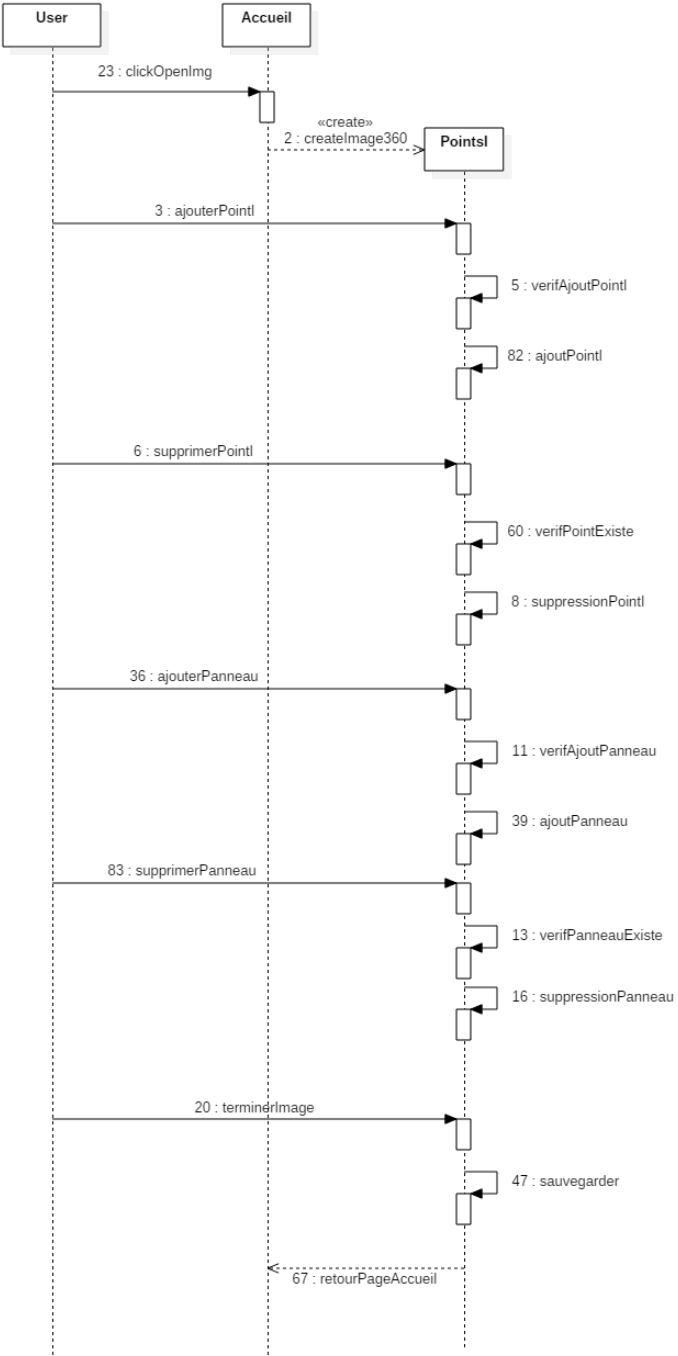 User
Accueil
23 : clickOpenImg
«create»
2 : createImage360
PointsI
3 : ajouterPointI
5 : verifAjoutPointI
82 : ajoutPointI
6 : supprimerPointI
60 : verifPointExiste
8 : suppressionPointI
36 : ajouterPanneau
11 : verifAjoutPanneau
39 : ajoutPanneau
83 : supprimerPanneau
13 : verifPanneauExiste
16 : suppressionPanneau
20 : terminerImage
47 : sauvegarder
67 : retourPageAccueil